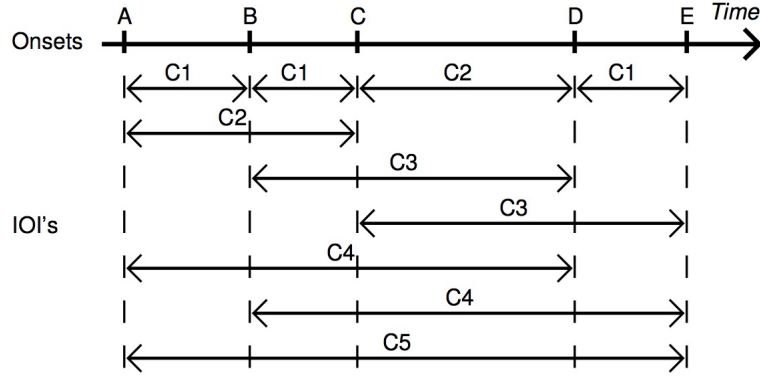 A B C D E Time
Onsets
C1 C1 C2 C1
C2
C3
C3
IOI's
C4
C4
C5